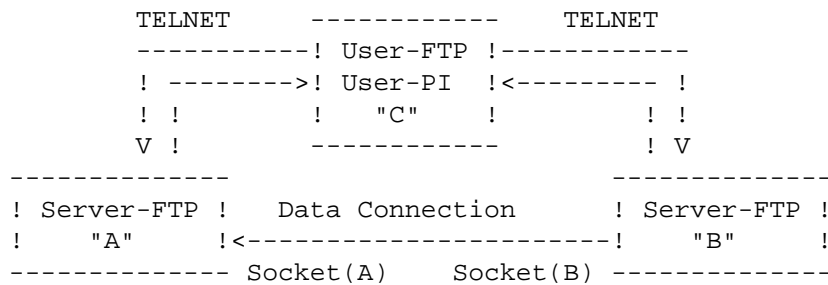 TELNET     ------------     TELNET
-----------! User-FTP !------------
! -------->! User-PI  !<--------- !
! !        !   "C"    !         ! !
V !        ------------         ! V
--------------                        --------------
! Server-FTP !   Data Connection      ! Server-FTP !
!    "A"     !<-----------------------!    "B"     !
-------------- Socket(A)    Socket(B) --------------